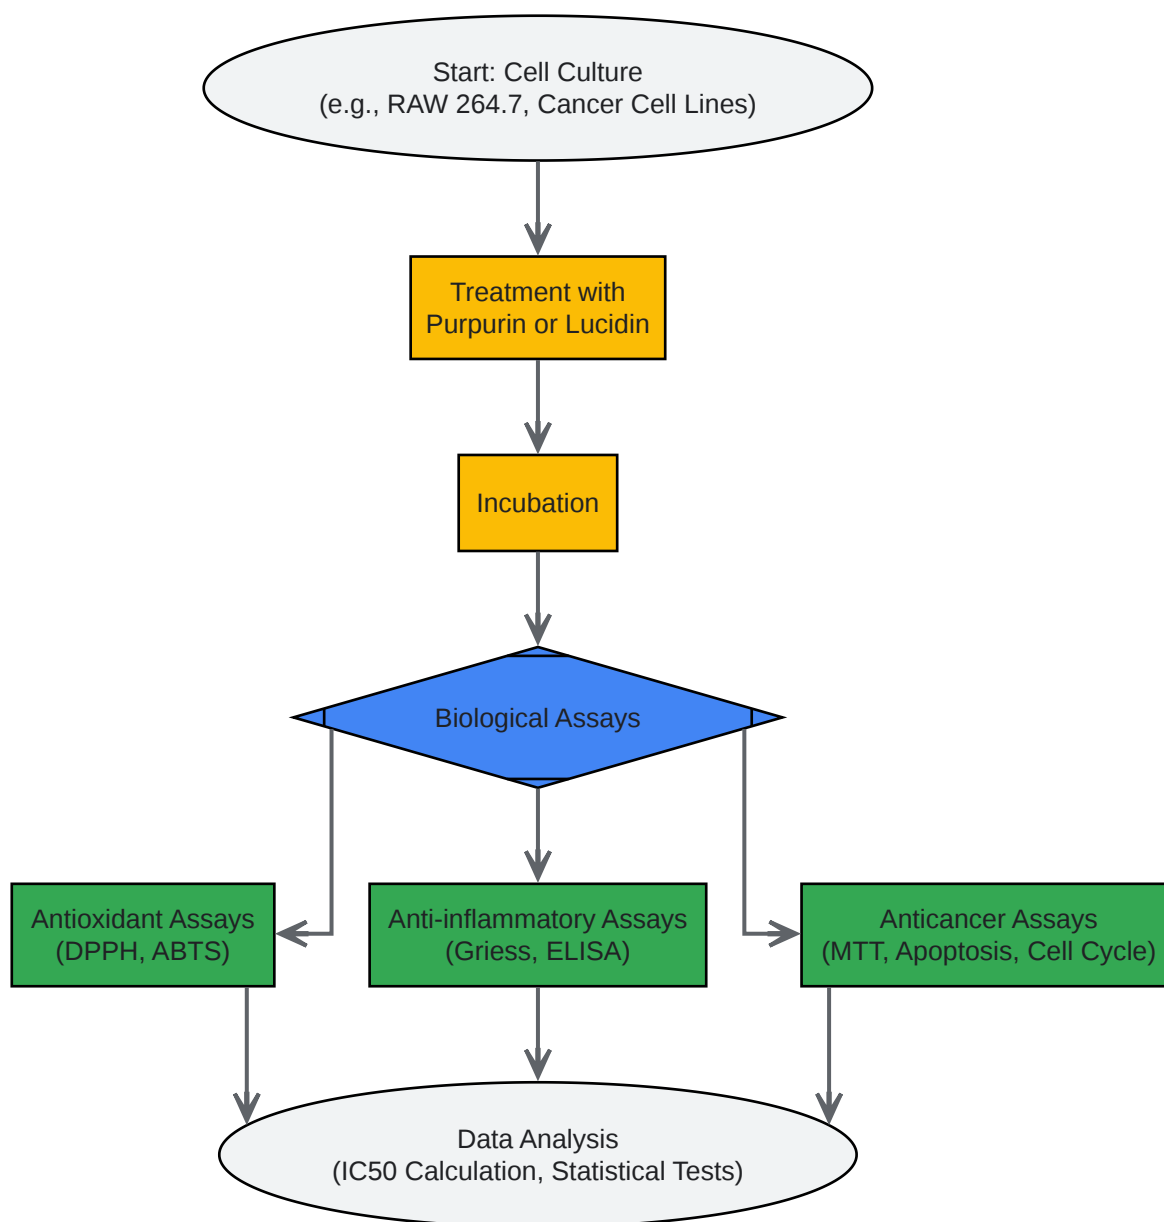 Start: Cell Culture
(e.g., RAW 264.7, Cancer Cell Lines)
Treatment with
Purpurin or Lucidin
Incubation
Biological Assays
Antioxidant Assays
(DPPH, ABTS)
Anti-inflammatory Assays
(Griess, ELISA)
Anticancer Assays
(MTT, Apoptosis, Cell Cycle)
Data Analysis
(IC50 Calculation, Statistical Tests)